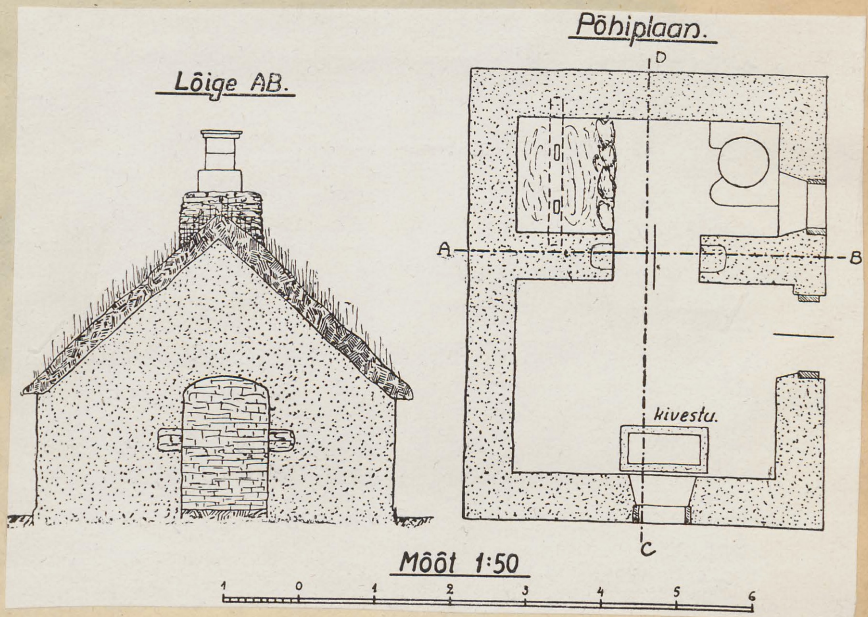 Põhiplaan.
Lõige AB.
D
A
B
kivestu.
C
Mõõt 1:50
1 0 1 2 3 4 5 6